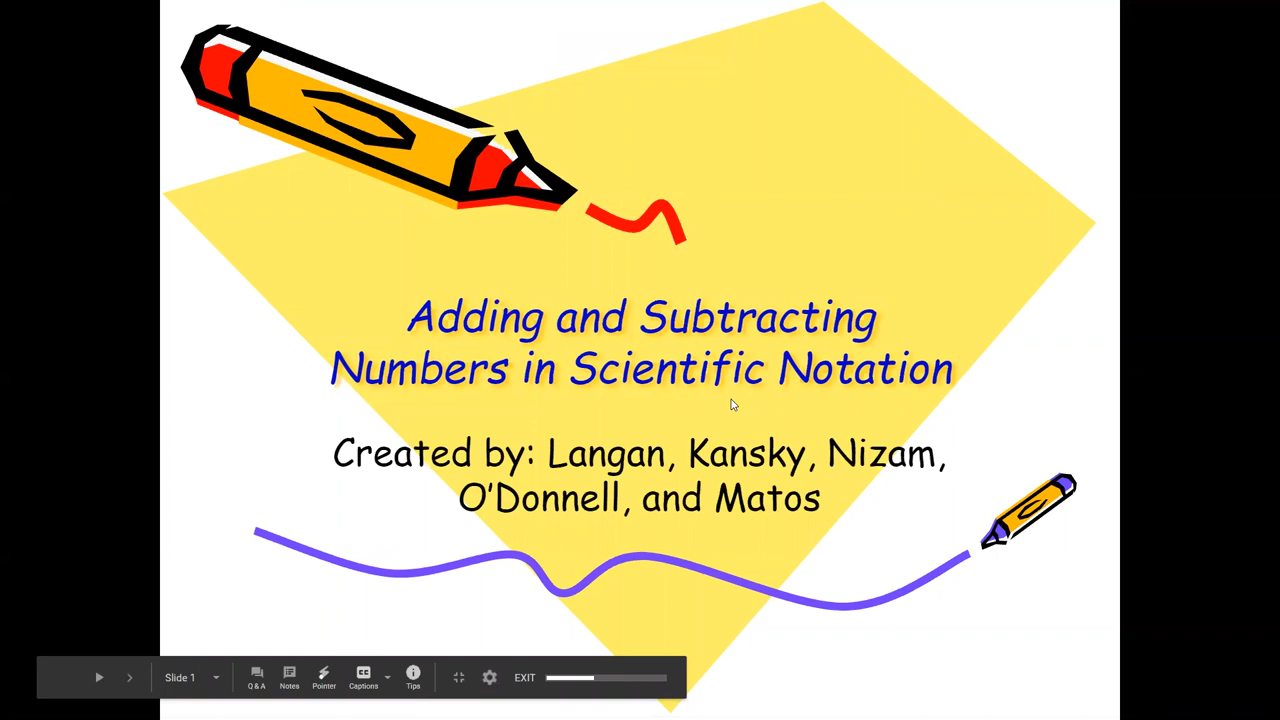 Adding and Subtracting
Numbers in Scientific Notation
Created by: Langan, Kansky, Nizam,
O'Donnell, and Matos
Slide 1
Q & A
Notes
Pointer
CC
Captions
Tips
EXIT